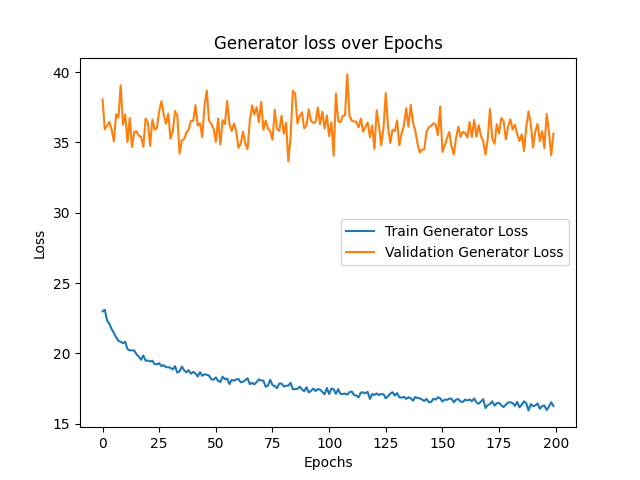 Generator loss over Epochs
40
35
30
25
20
15
Loss
Train Generator Loss
Validation Generator Loss
0 25 50 75 100 125 150 175 200
Epochs